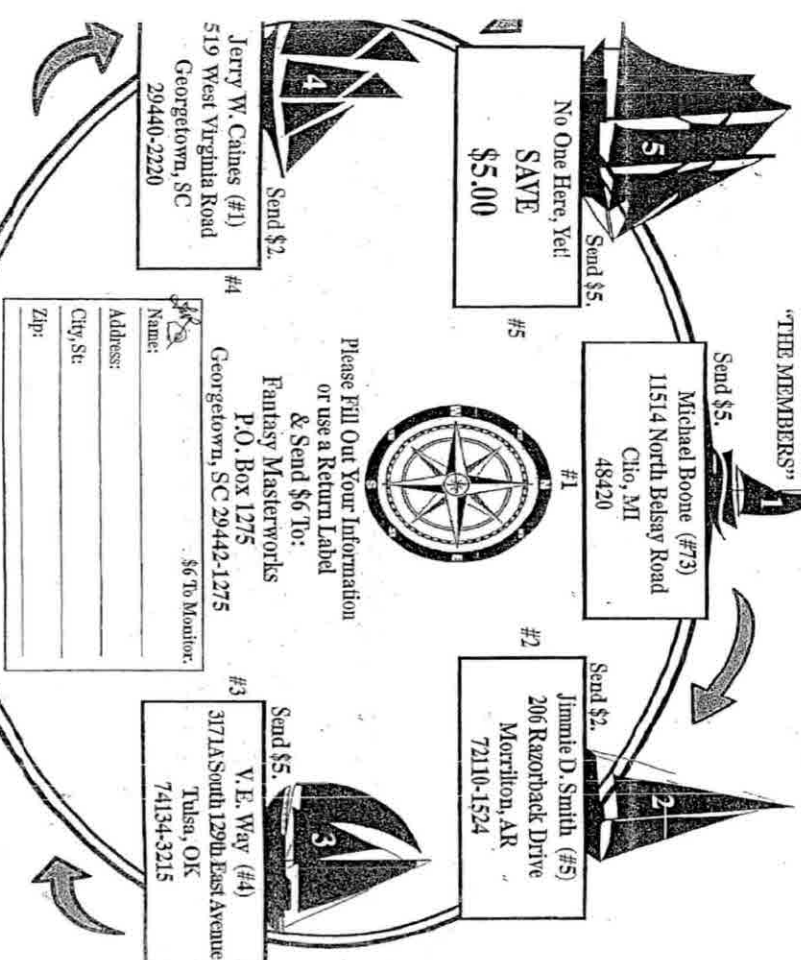 "THE MEMBERS"
1
Send $5.
Michael Boone (#73)
11514 North Belsay Road
Clio, MI
48420
#1
2
Send $2.
Jimmie D. Smith (#5)
206 Razorback Drive
Morrilton, AR
72110-1524
#2
3
Send $5.
V. E. Way (#4)
3171A South 129th East Avenue
Tulsa, OK
74134-3215
#3
4
Send $2.
Jerry W. Caines (#1)
519 West Virginia Road
Georgetown, SC
29440-2220
#4
5
Send $5.
No One Here, Yet!
SAVE
$5.00
#5
Please Fill Out Your Information
or use a Return Label
& Send $6 To:
Fantasy Masterworks
P.O. Box 1275
Georgetown, SC 29442-1275
$6 To Monitor.
Name:
Address:
City, St:
Zip: